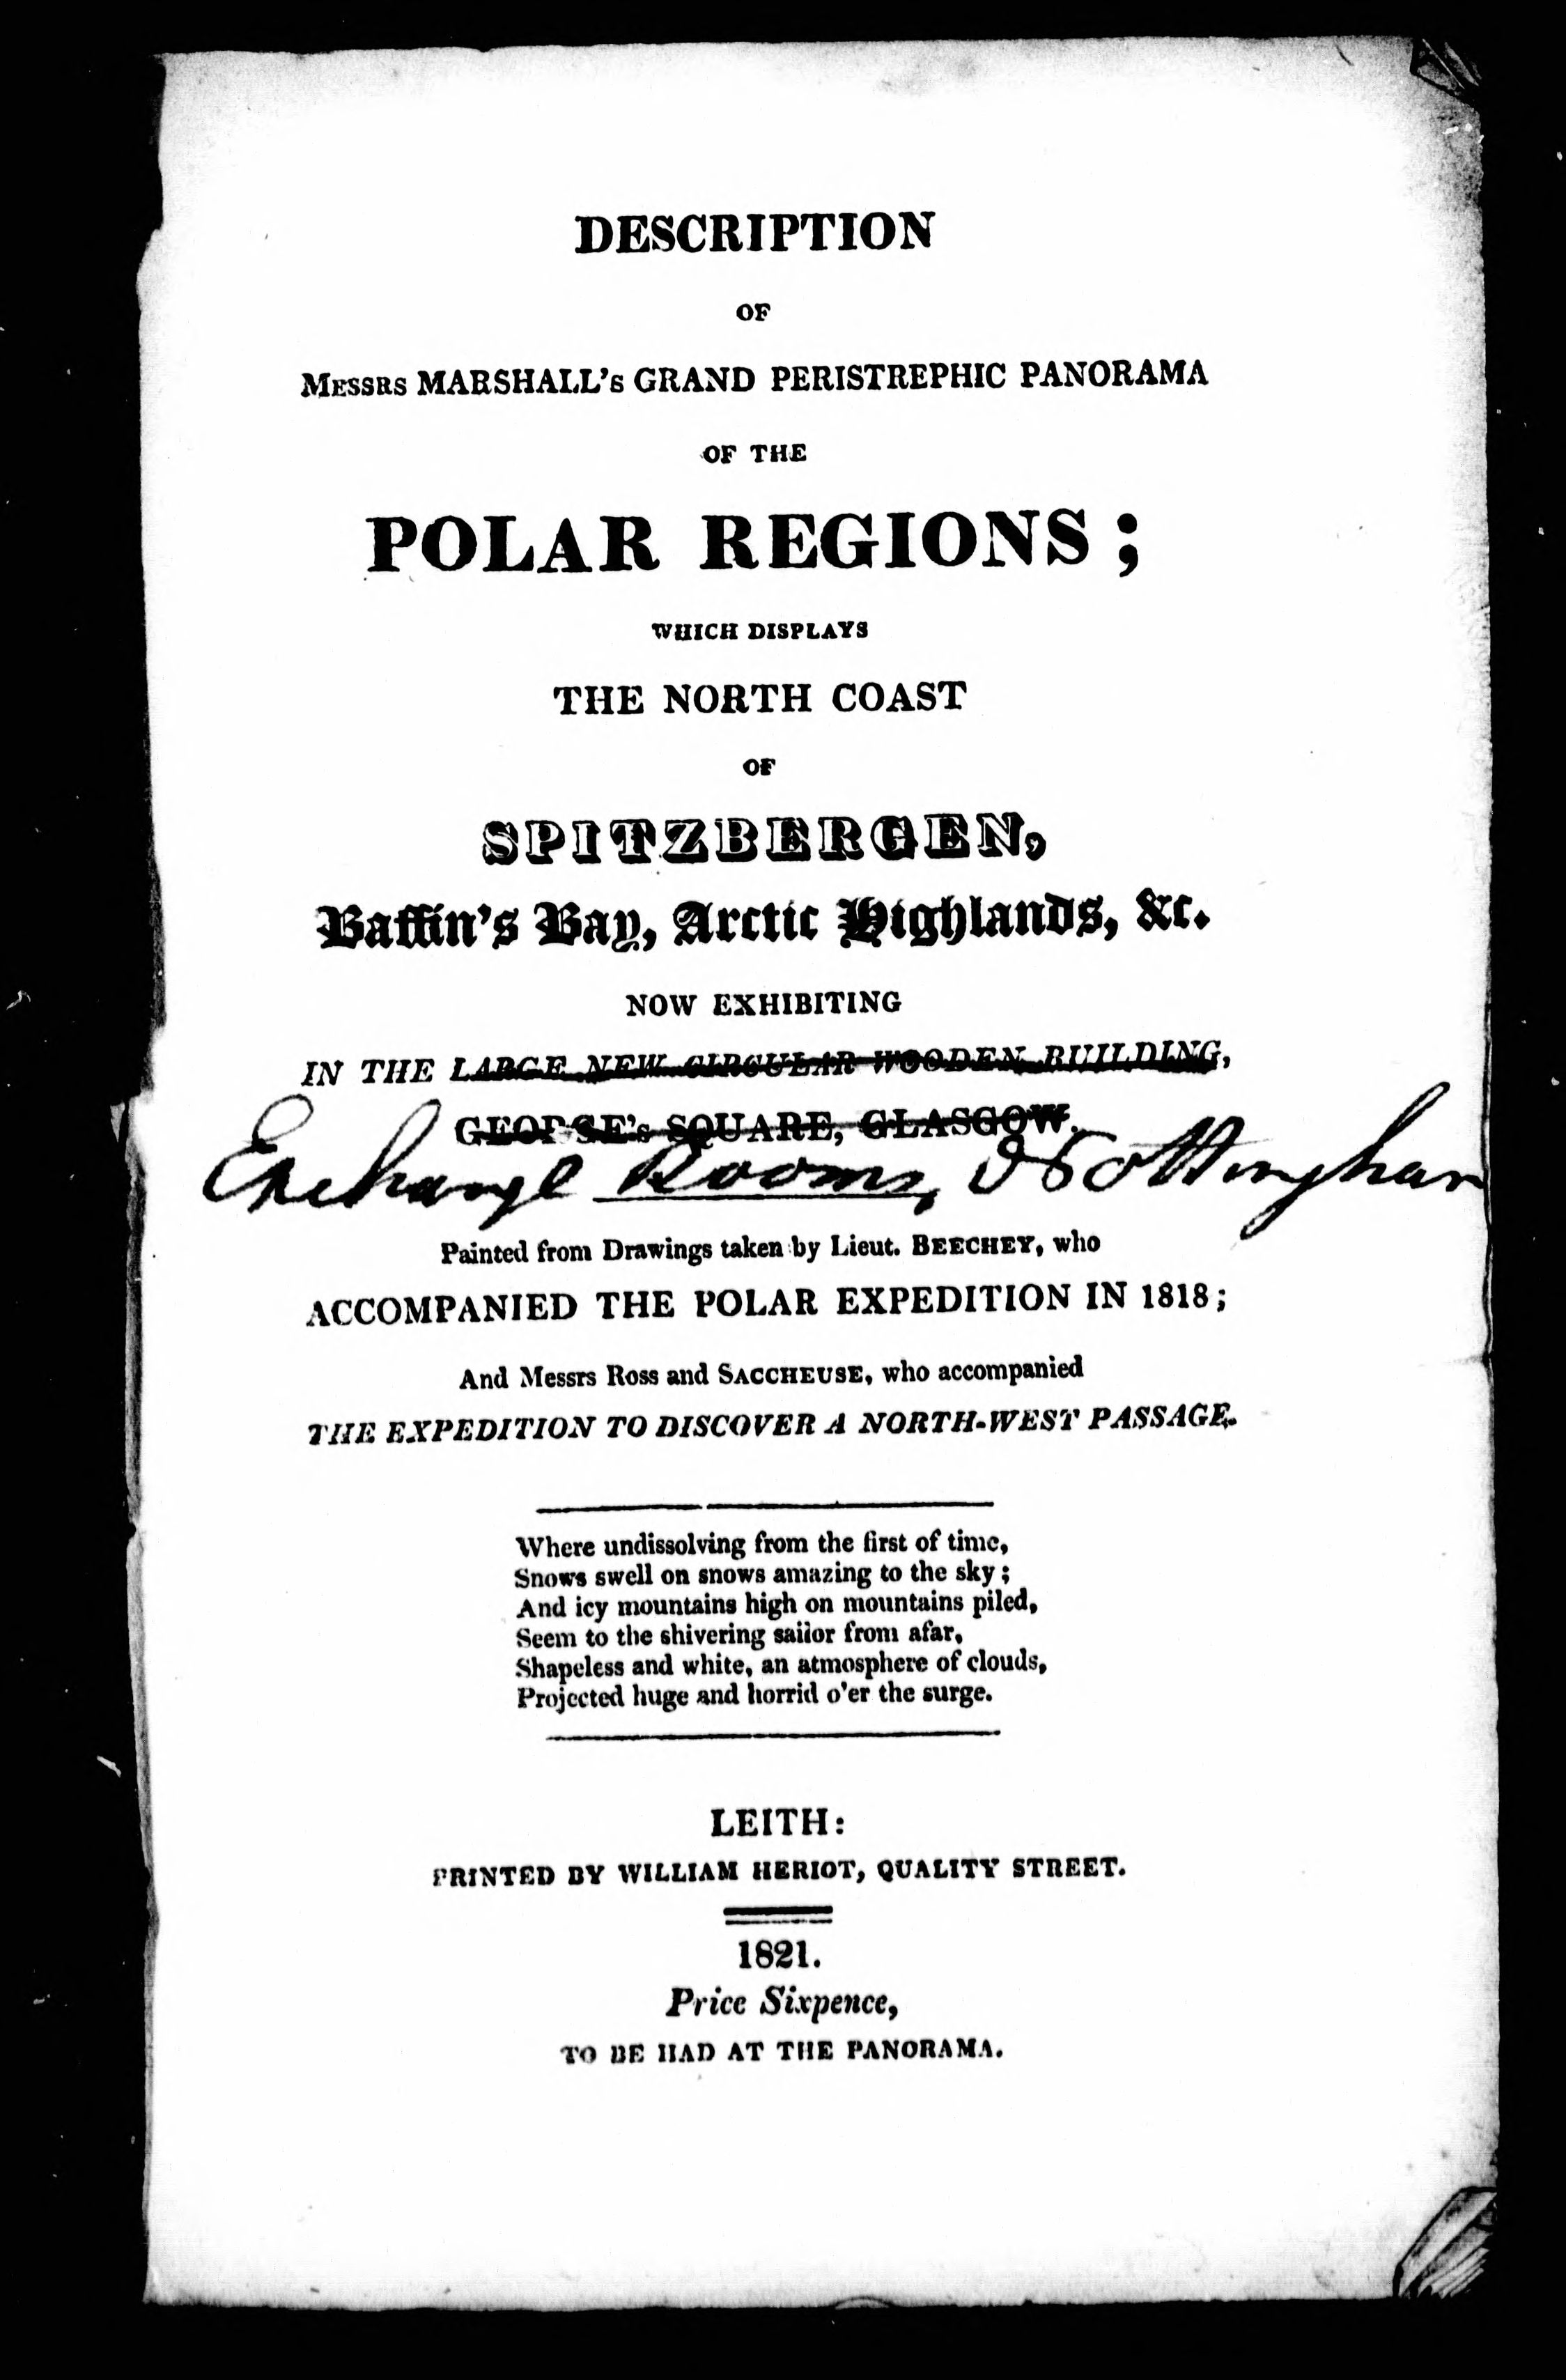 DESCRIPTION
OF
MESSRS MARSHALL's GRAND PERISTREPHIC PANORAMA
OF THE
POLAR REGIONS;
WHICH DISPLAYS
THE NORTH COAST
OF
SPITZBERGEN,
Baffin's Bay, Arctic Highlands, &c.
NOW EXHIBITING
IN THE LARGE NEW CIRCULAR WOODEN BUILDING,
GEORGE's SQUARE, GLASGOW.
Exchange Rooms, Nottingham
Painted from Drawings taken by Lieut. BEECHEY, who
ACCOMPANIED THE POLAR EXPEDITION IN 1818;
And Messrs Ross and SACCHEUSE, who accompanied
THE EXPEDITION TO DISCOVER A NORTH-WEST PASSAGE.
Where undissolving from the first of time,
Snows swell on snows amazing to the sky;
And icy mountains high on mountains piled,
Seem to the shivering sailor from afar,
Shapeless and white, an atmosphere of clouds,
Projected huge and horrid o'er the surge.
LEITH:
PRINTED BY WILLIAM HERIOT, QUALITY STREET.
1821.
Price Sixpence,
TO BE HAD AT THE PANORAMA.